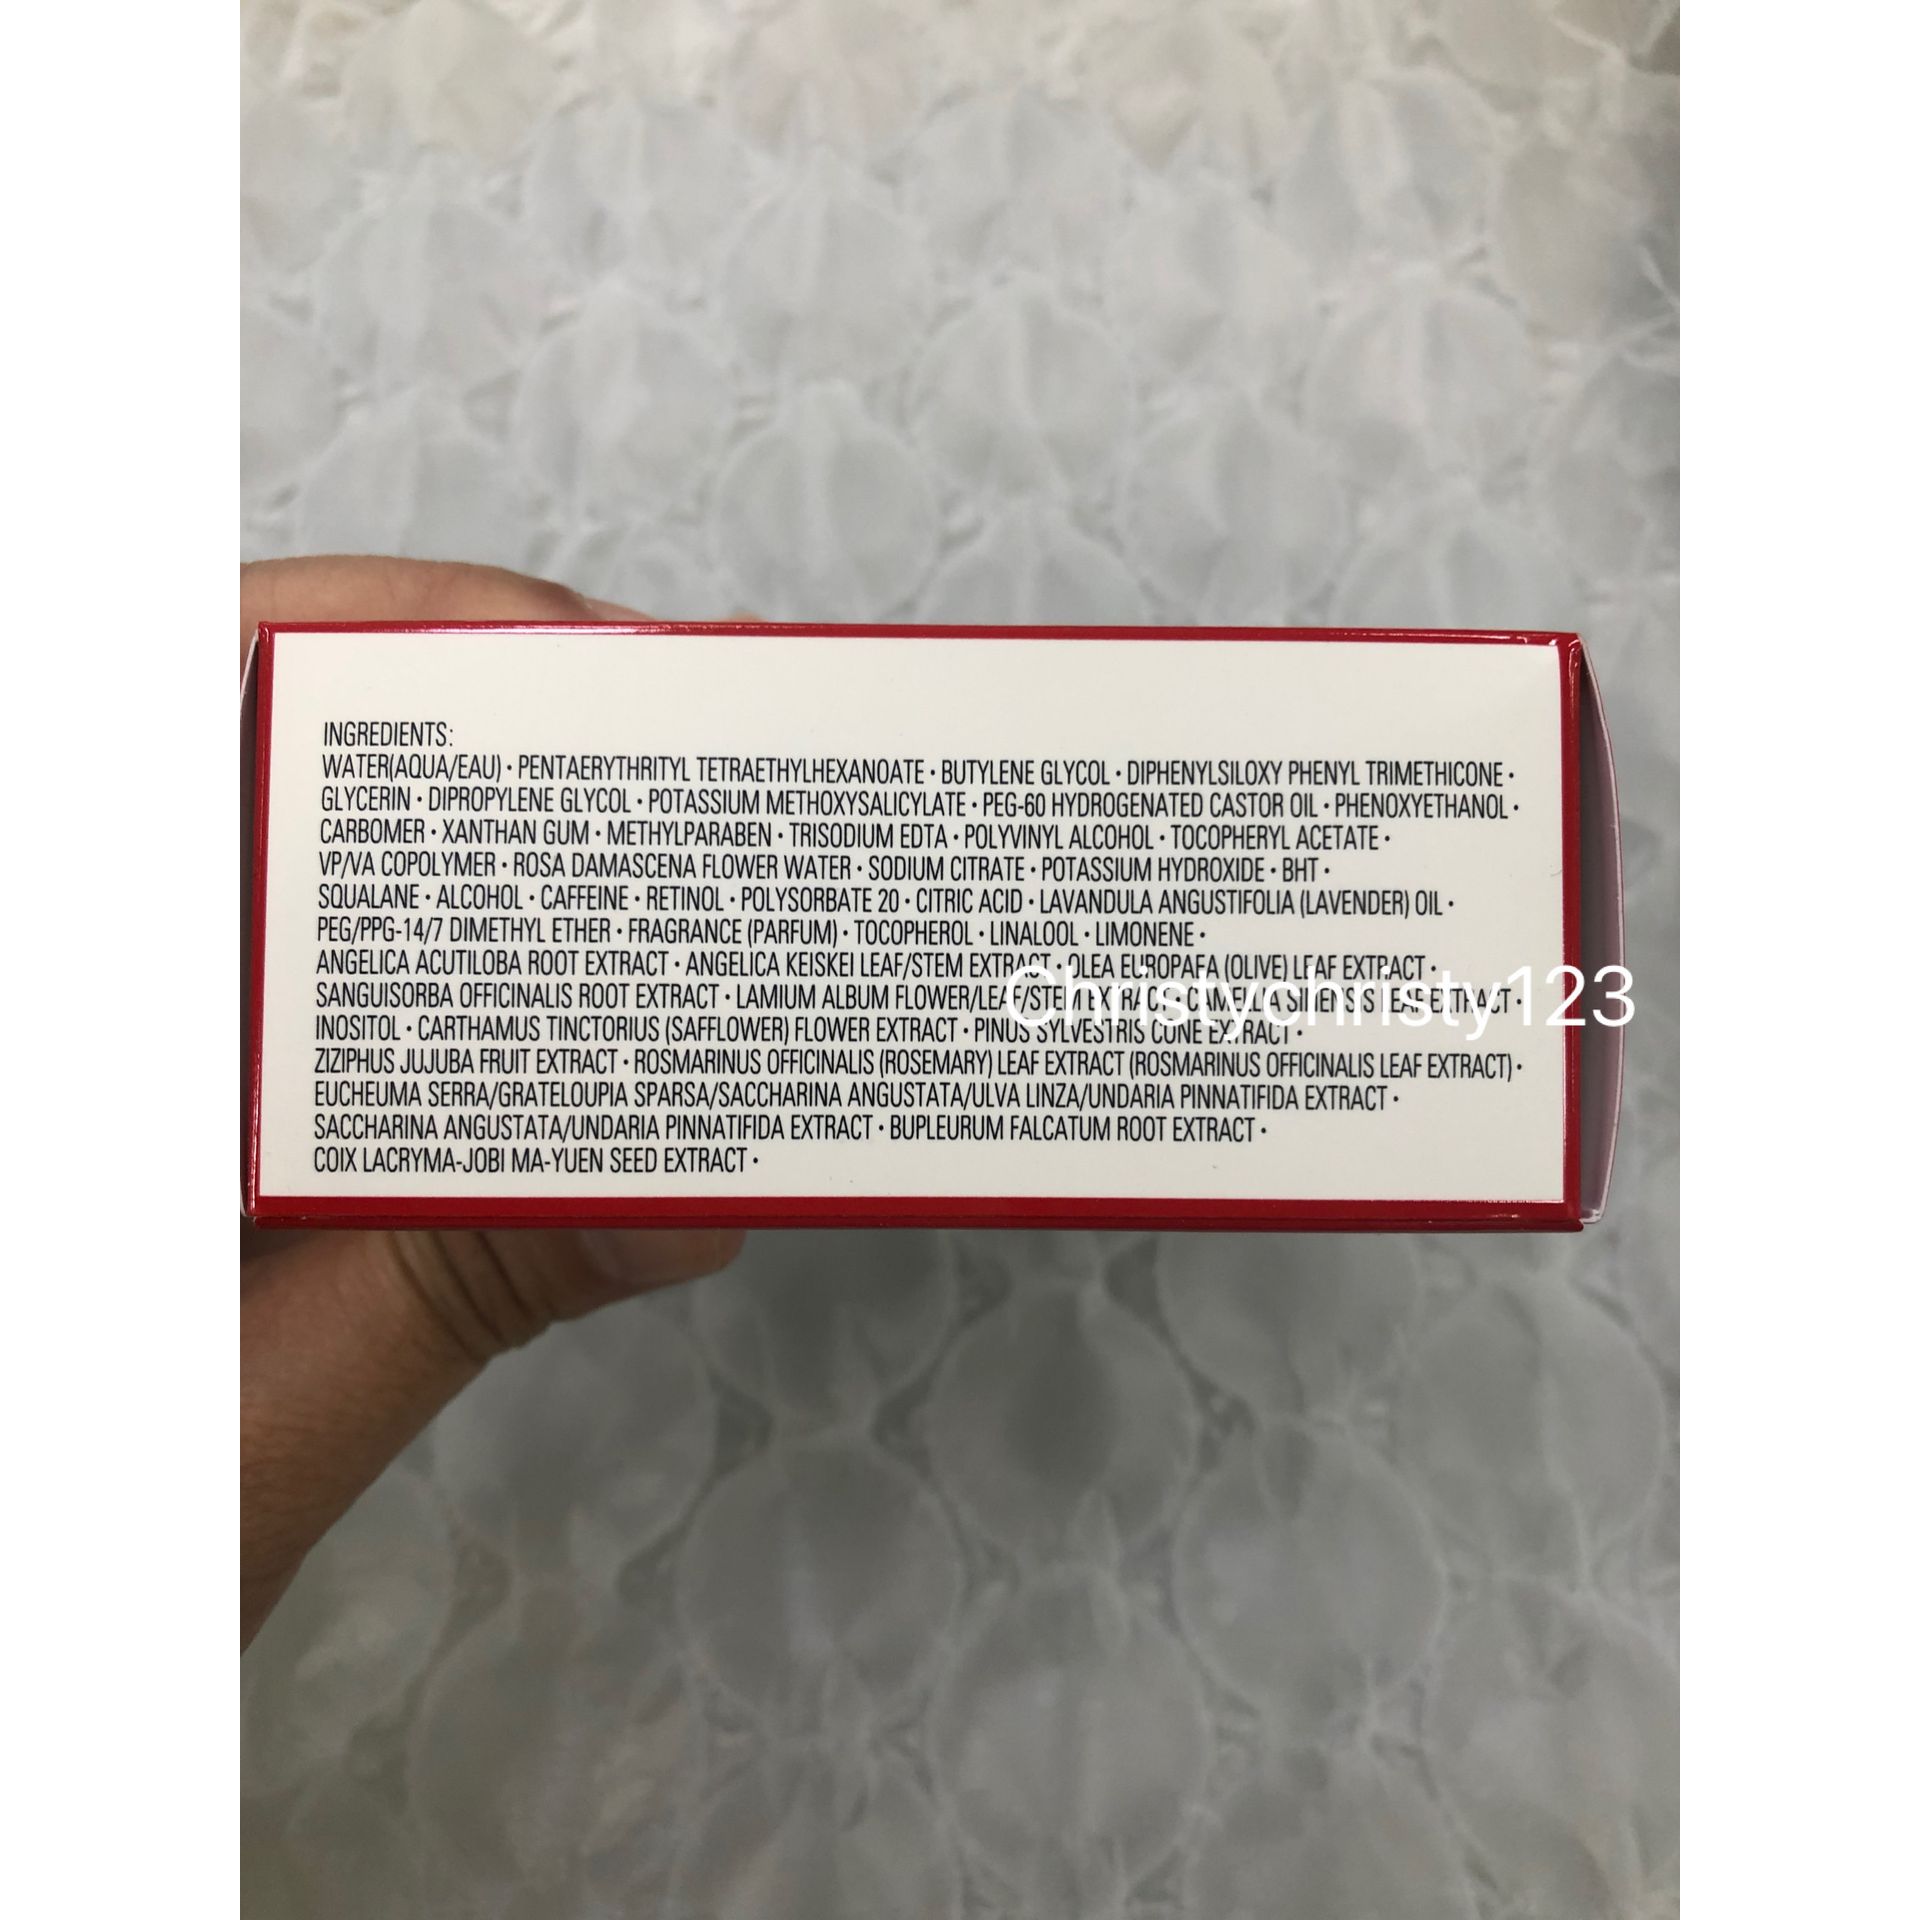 INGREDIENTS:
WATER(AQUA/EAU)・PENTAERYTHRITYL TETRAETHYLHEXANOATE・BUTYLENE GLYCOL・DIPHENYLSILOXY PHENYL TRIMETHICONE・
GLYCERIN・DIPROPYLENE GLYCOL・POTASSIUM METHOXYSALICYLATE・PEG-60 HYDROGENATED CASTOR OIL・PHENOXYETHANOL・
CARBOMER・XANTHAN GUM・METHYLPARABEN・TRISODIUM EDTA・POLYVINYL ALCOHOL・TOCOPHERYL ACETATE・
VP/VA COPOLYMER・ROSA DAMASCENA FLOWER WATER・SODIUM CITRATE・POTASSIUM HYDROXIDE・BHT・
SQUALANE・ALCOHOL・CAFFEINE・RETINOL・POLYSORBATE 20・CITRIC ACID・LAVANDULA ANGUSTIFOLIA (LAVENDER) OIL・
PEG/PPG-14/7 DIMETHYL ETHER・FRAGRANCE (PARFUM)・TOCOPHEROL・LINALOOL・LIMONENE・
ANGELICA ACUTILOBA ROOT EXTRACT・ANGELICA KEISKEI LEAF/STEM EXTRACT・OLEA EUROPAEA (OLIVE) LEAF EXTRACT・
SANGUISORBA OFFICINALIS ROOT EXTRACT・LAMIUM ALBUM FLOWER/LEAF/STEM EXTRACT・CAMELLIA SINENSIS LEAF EXTRACT・
Christychristy123
INOSITOL・CARTHAMUS TINCTORIUS (SAFFLOWER) FLOWER EXTRACT・PINUS SYLVESTRIS CONE EXTRACT・
ZIZIPHUS JUJUBA FRUIT EXTRACT・ROSMARINUS OFFICINALIS (ROSEMARY) LEAF EXTRACT (ROSMARINUS OFFICINALIS LEAF EXTRACT)・
EUCHEUMA SERRA/GRATELOUPIA SPARSA/SACCHARINA ANGUSTATA/ULVA LINZA/UNDARIA PINNATIFIDA EXTRACT・
SACCHARINA ANGUSTATA/UNDARIA PINNATIFIDA EXTRACT・BUPLEURUM FALCATUM ROOT EXTRACT・
COIX LACRYMA-JOBI MA-YUEN SEED EXTRACT・